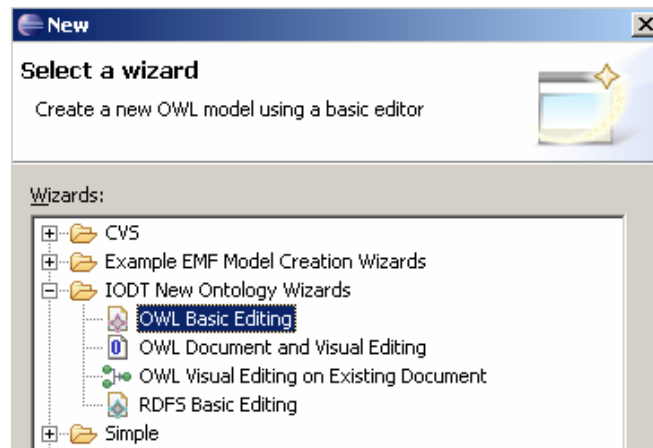 New
Select a wizard
Create a new OWL model using a basic editor
Wizards:
CVS
Example EMF Model Creation Wizards
IODT New Ontology Wizards
OWL Basic Editing
OWL Document and Visual Editing
OWL Visual Editing on Existing Document
RDFS Basic Editing
Simple